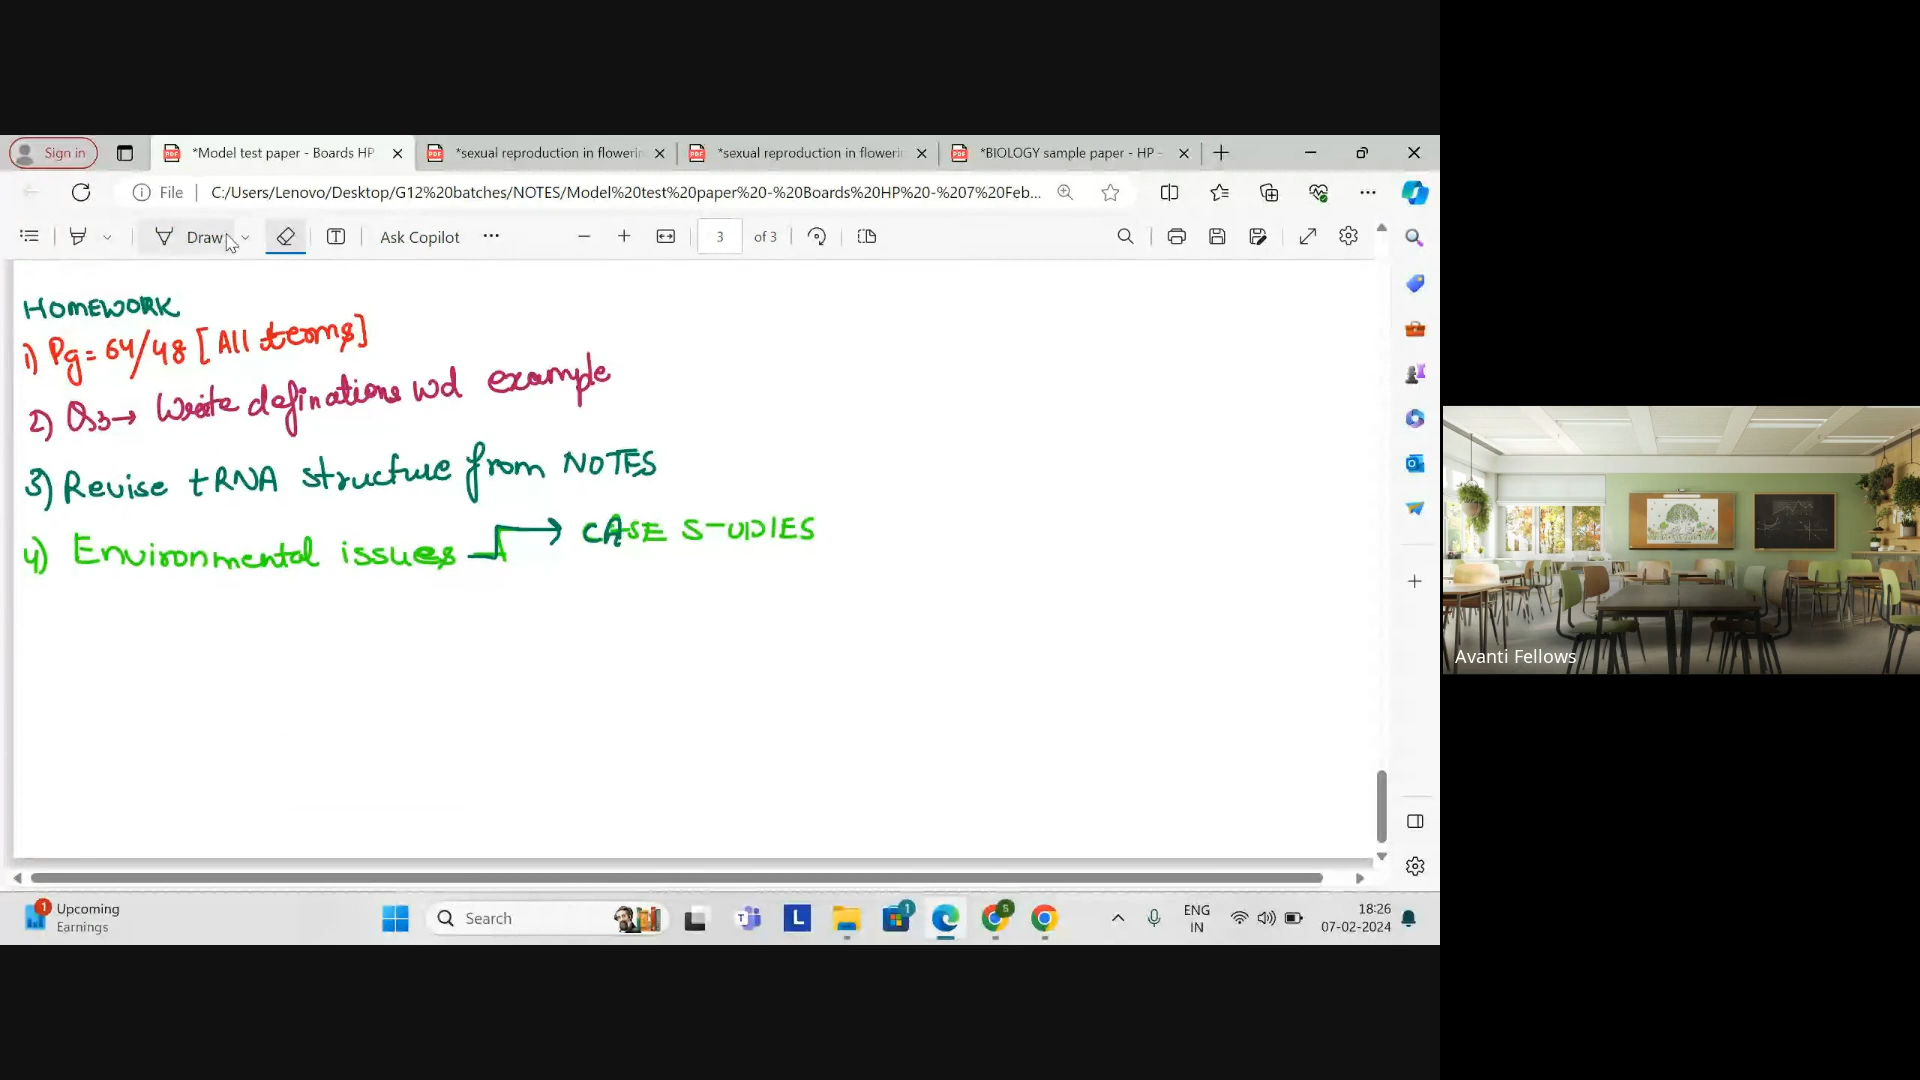 Sign in
*Model test paper - Boards HP
*sexual reproduction in flowerin
*sexual reproduction in flowerin
*BIOLOGY sample paper - HP -
File
C:/Users/Lenovo/Desktop/G12%20batches/NOTES/Model%20test%20paper%20-%20Boards%20HP%20-%207%20Feb...
Draw
Ask Copilot
3 of 3
HOMEWORK
1) Pg = 64/48 [All terms]
2) Qs3 → Write definations wd example
3) Revise tRNA structure from NOTES
4) Environmental issues → CASE STUDIES
Avanti Fellows
1
Upcoming
Earnings
Search
L
1
S
ENG
IN
18:26
07-02-2024